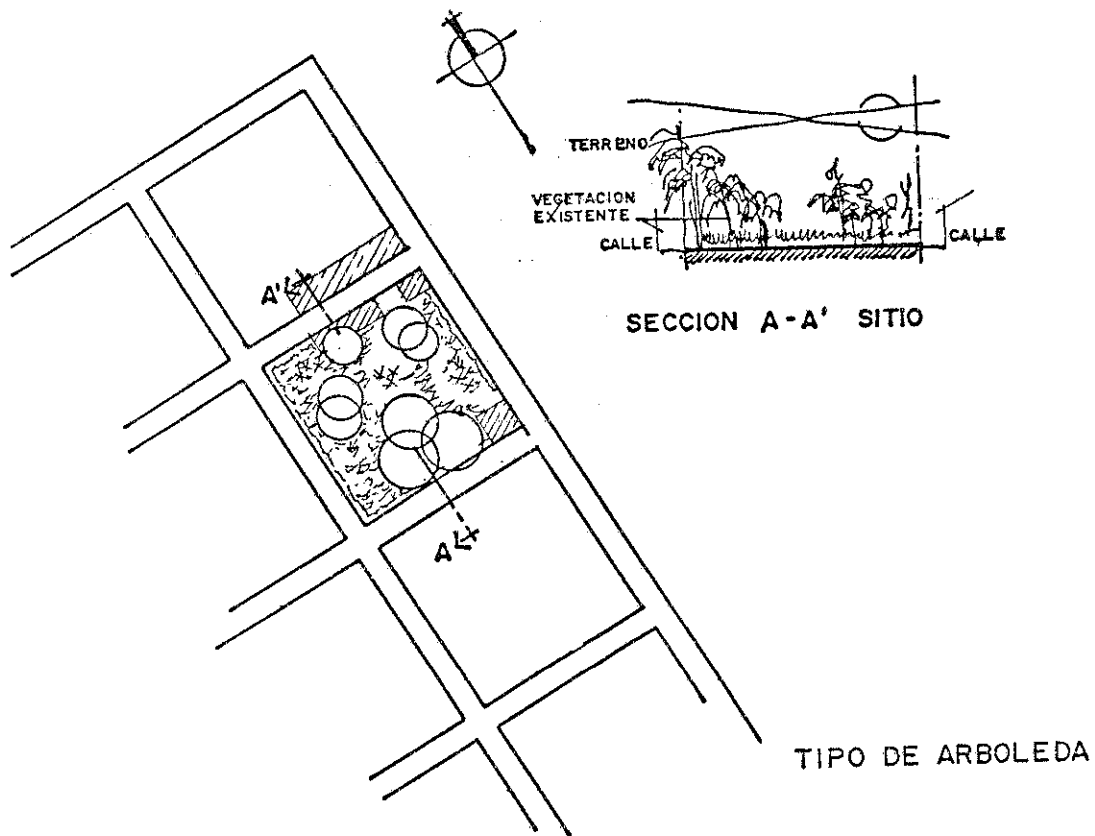 TERRENO
VEGETACION
EXISTENTE
CALLE
CALLE
SECCION A-A' SITIO
A'
A
TIPO DE ARBOLEDA